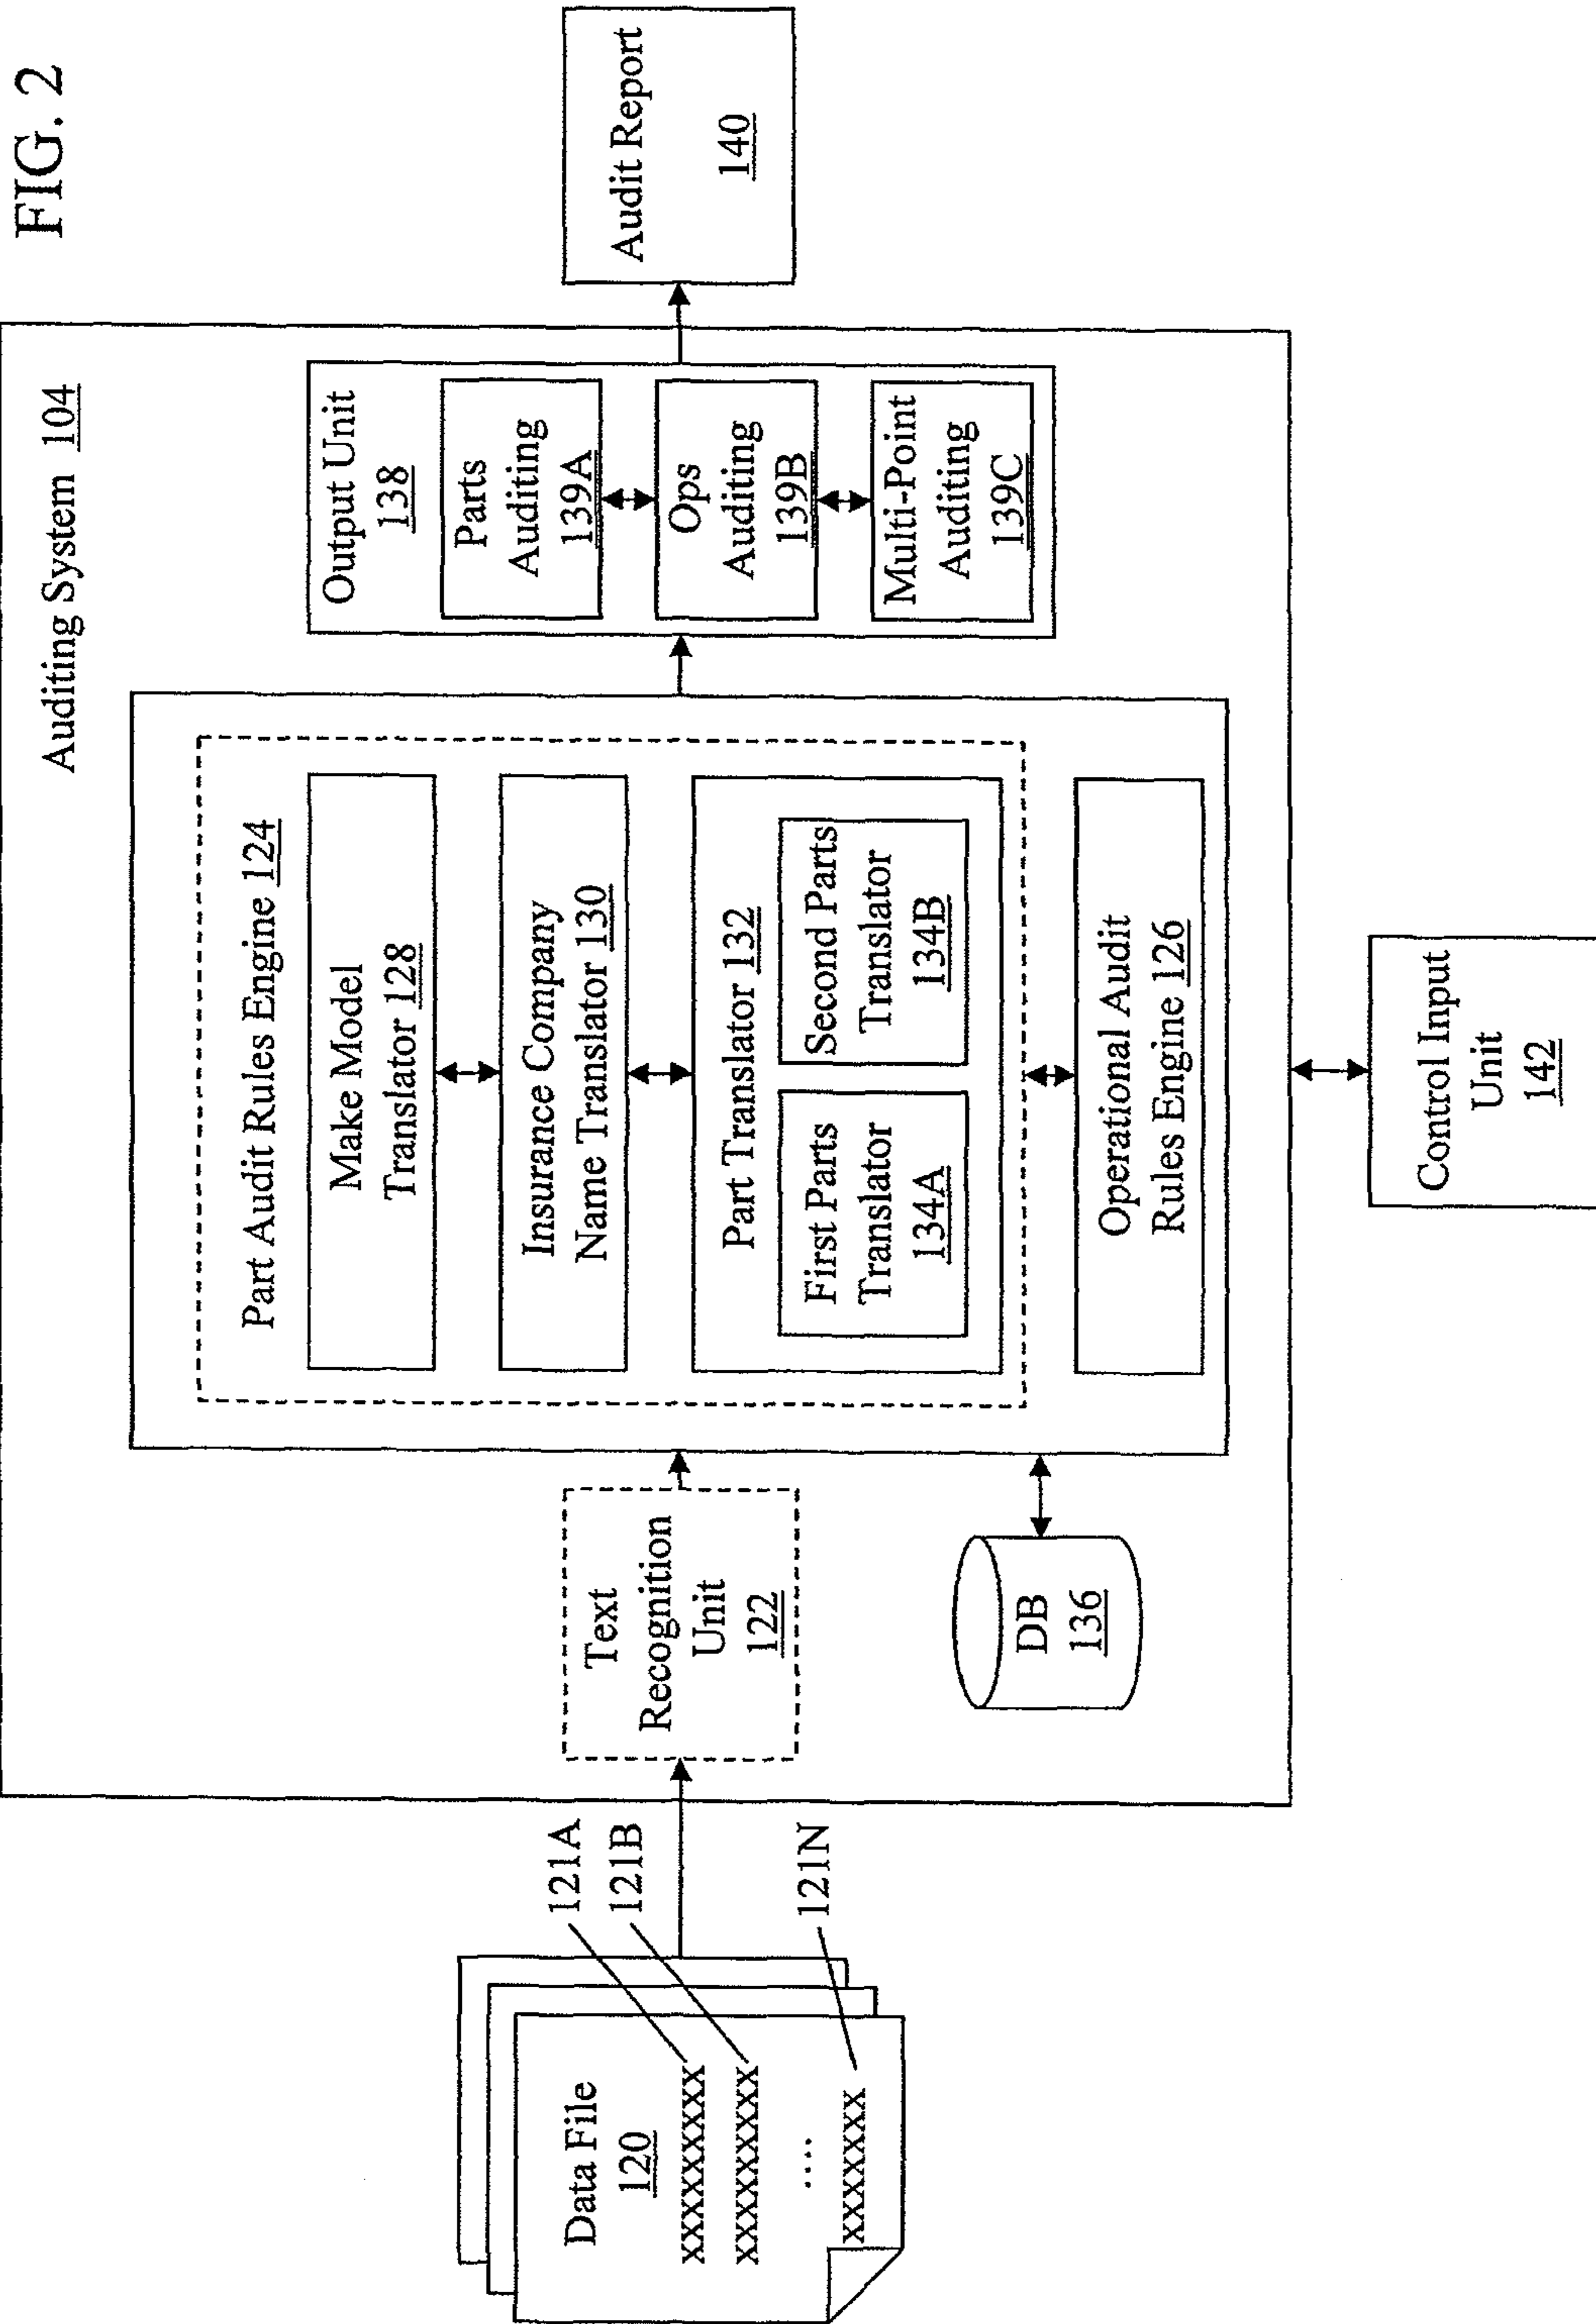 FIG. 2
Auditing System 104
Data File
120
xxxxxxxxx
xxxxxxxxx
....
xxxxxxx
121A
121B
121N
Text
Recognition
Unit
122
DB
136
Part Audit Rules Engine 124
Make Model
Translator 128
Insurance Company
Name Translator 130
Part Translator 132
First Parts
Translator
134A
Second Parts
Translator
134B
Operational Audit
Rules Engine 126
Output Unit
138
Parts
Auditing
139A
Ops
Auditing
139B
Multi-Point
Auditing
139C
Audit Report
140
Control Input
Unit
142